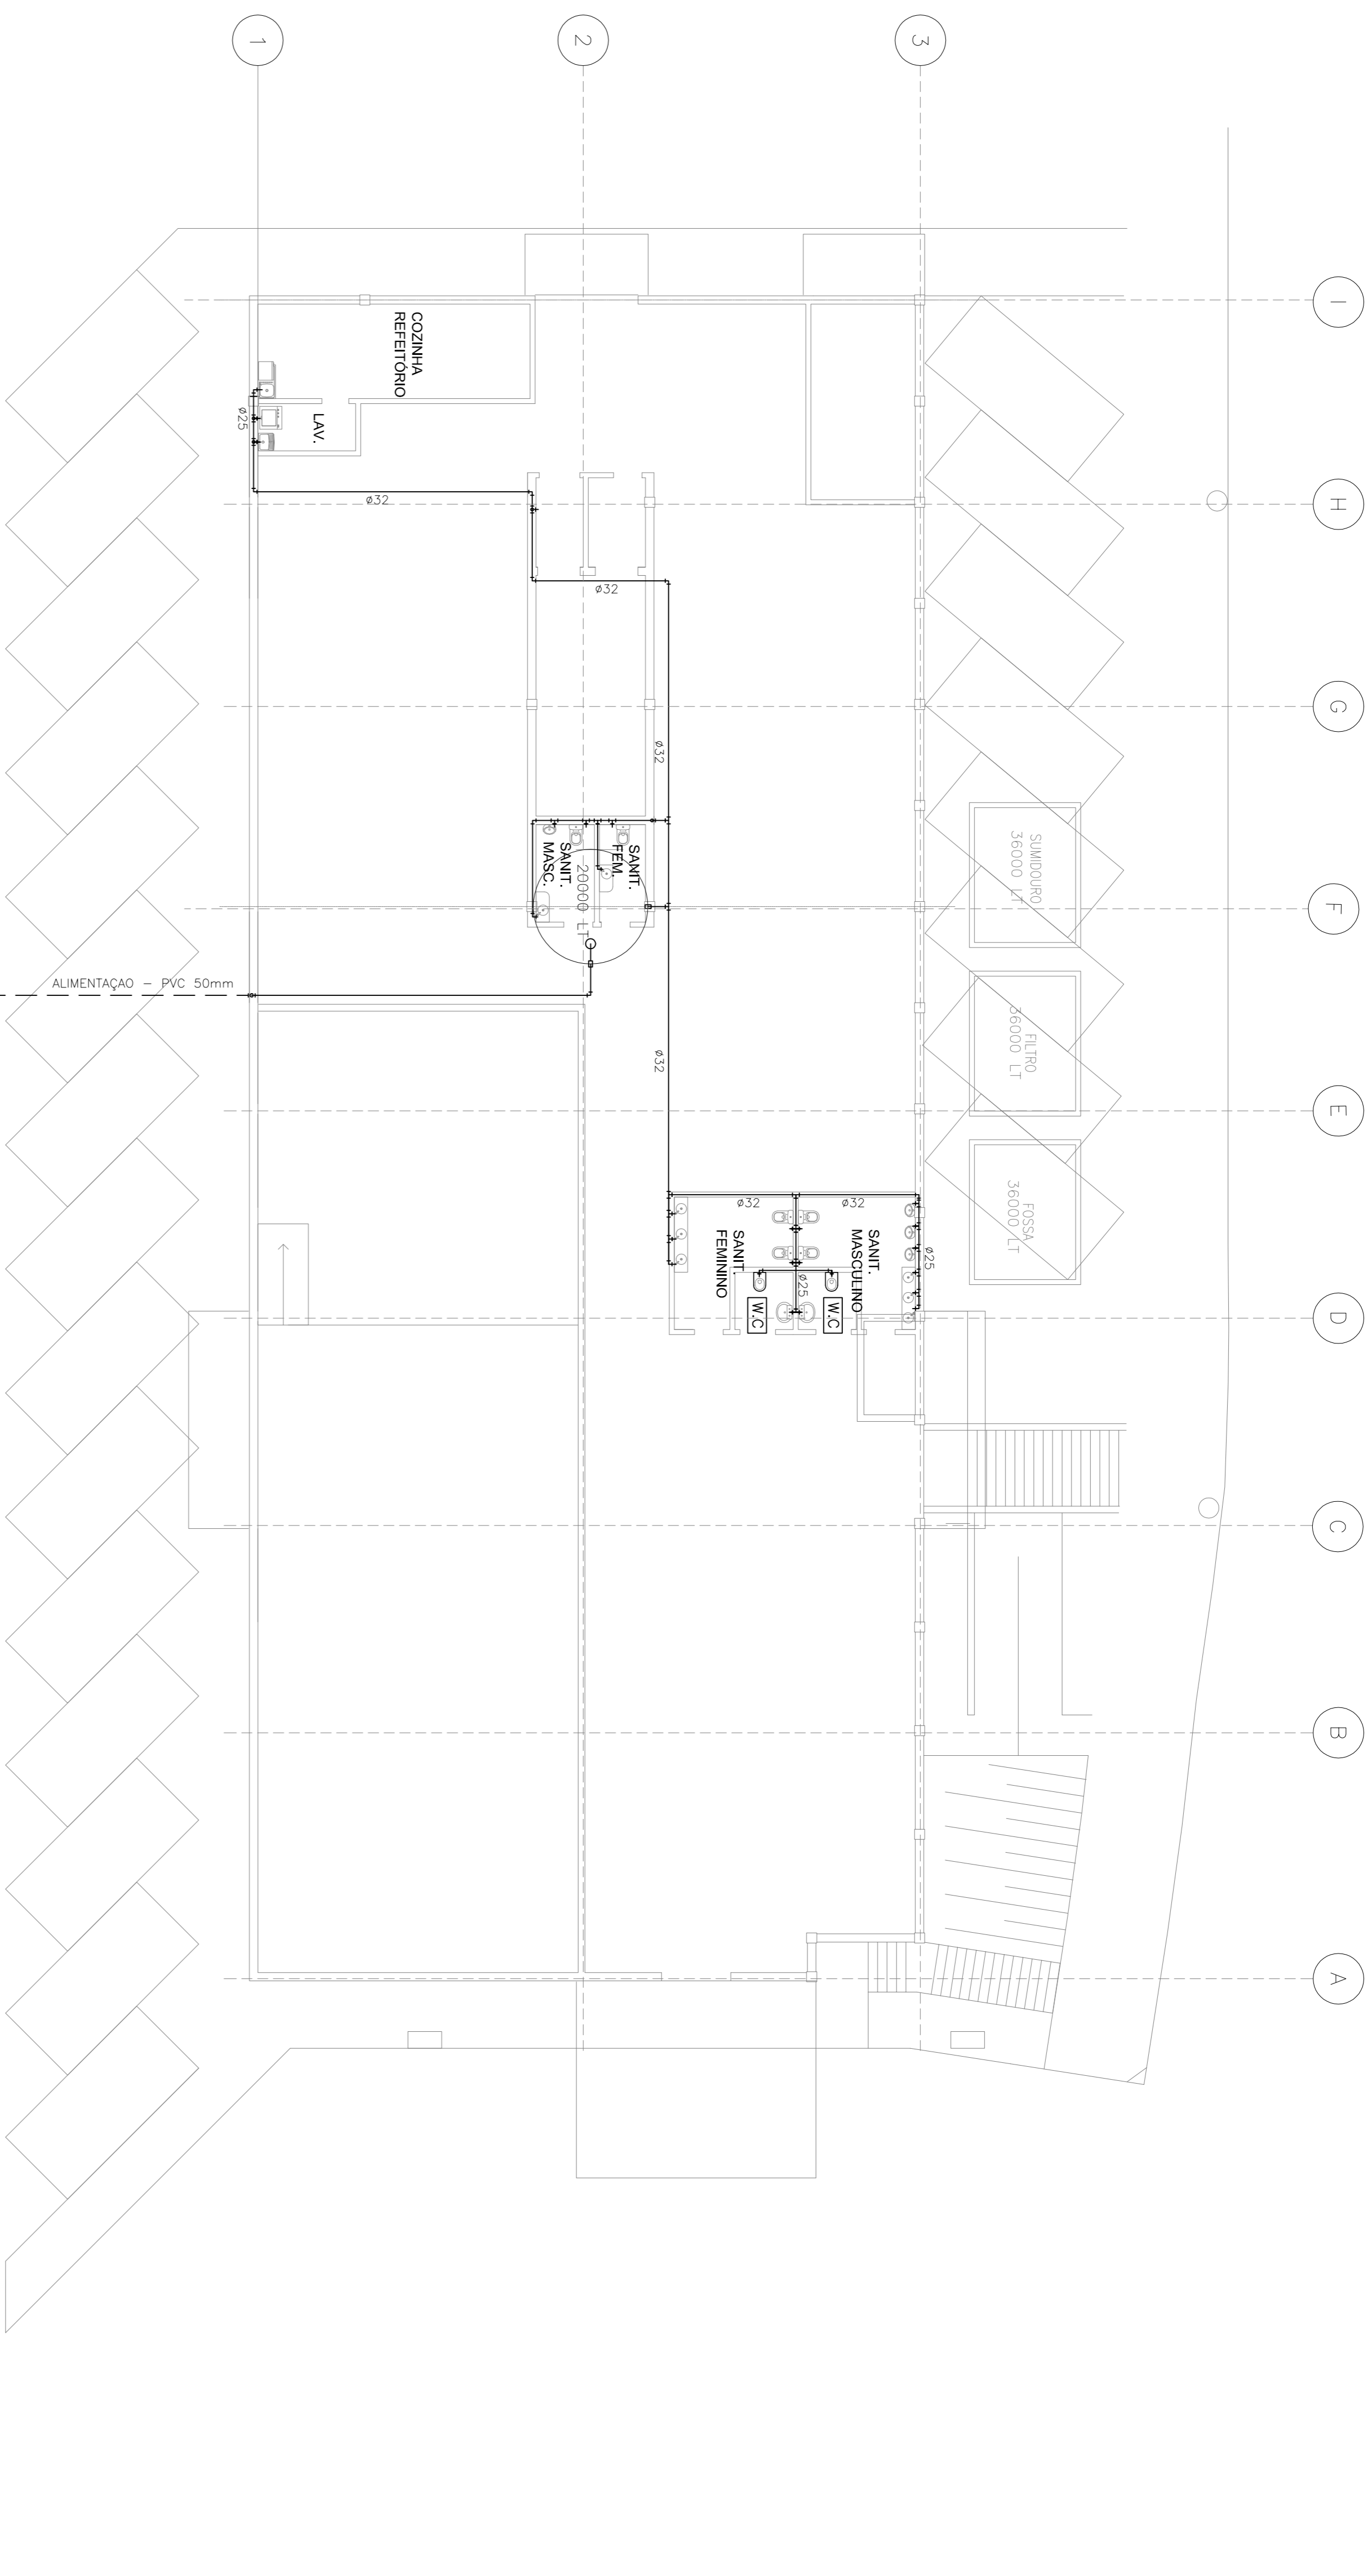 1
2
3
I
H
G
F
E
D
C
B
A
COZINHA
REFEITÓRIO
LAV.
ø25
ø32
ø32
ø32
SANIT.
FEM.
SANIT.
MASC.
20000 LT
ALIMENTAÇAO - PVC 50mm
ø32
SUMIDOURO
36000 LT
FILTRO
36000 LT
FOSSA
36000 LT
ø32
ø32
SANIT.
MASCULINO
SANIT.
FEMININO
ø25
ø25
W.C
W.C